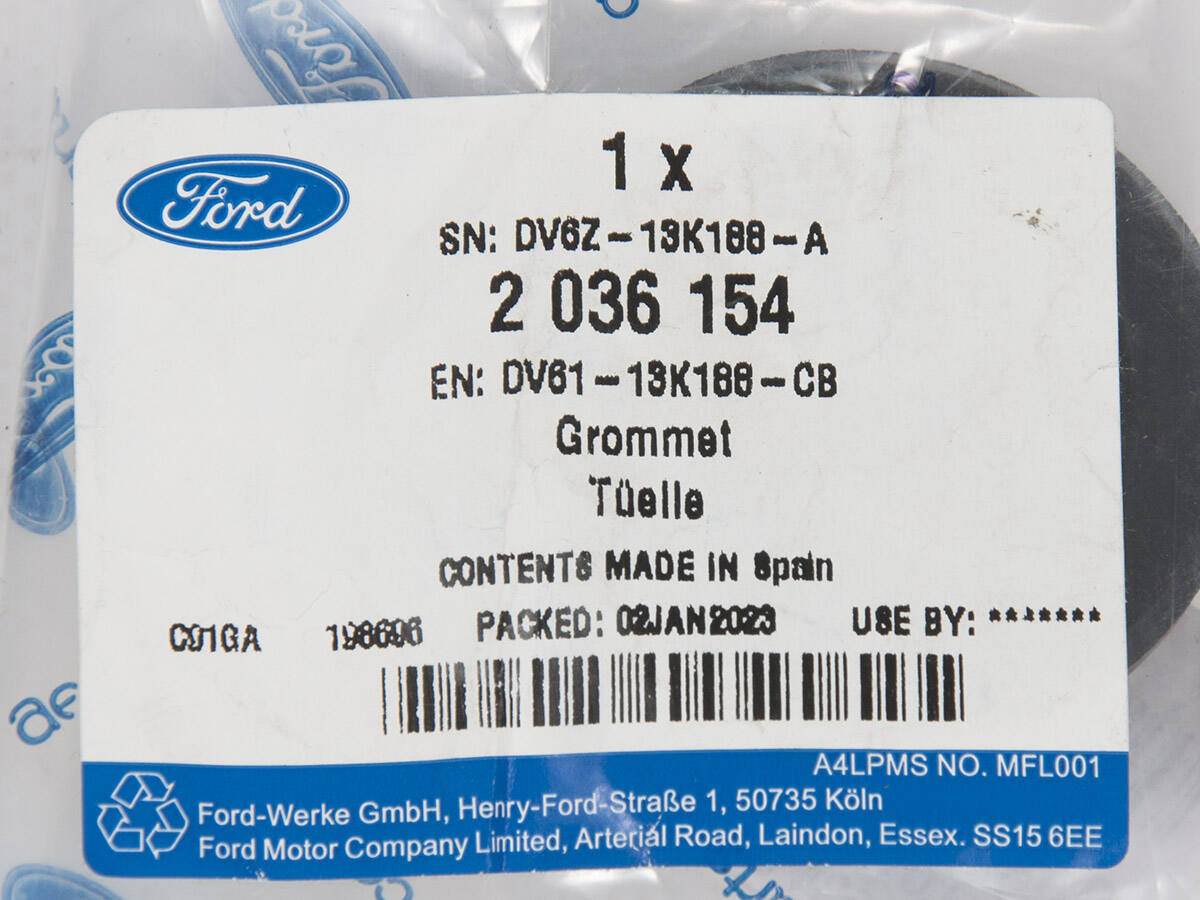 Ford
1 x
SN: DV6Z-13K188-A
2 036 154
EN: DV61-13K188-CB
Grommet
Tüelle
CONTENTS MADE IN Spain
C91GA 198696 PACKED: 02JAN2023 USE BY: *******
A4LPMS NO. MFL001
Ford-Werke GmbH, Henry-Ford-Straße 1, 50735 Köln
Ford Motor Company Limited, Arterial Road, Laindon, Essex. SS15 6EE